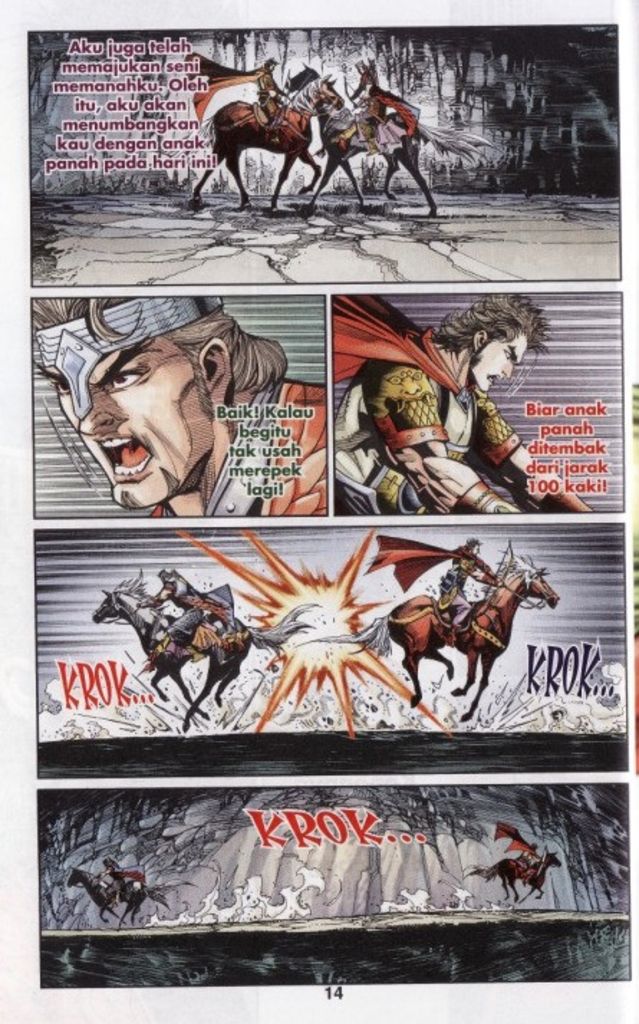 Aku juga telah
memajukan seni
memanahku. Oleh
itu, aku akan
menumbangkan
kau dengan anak
panah pada hari ini!
Baik! Kalau
begitu
tak usah
merepek
lagi!
Biar anak
panah
ditembak
dari jarak
100 kaki!
KROK...
KROK...
KROK...
14